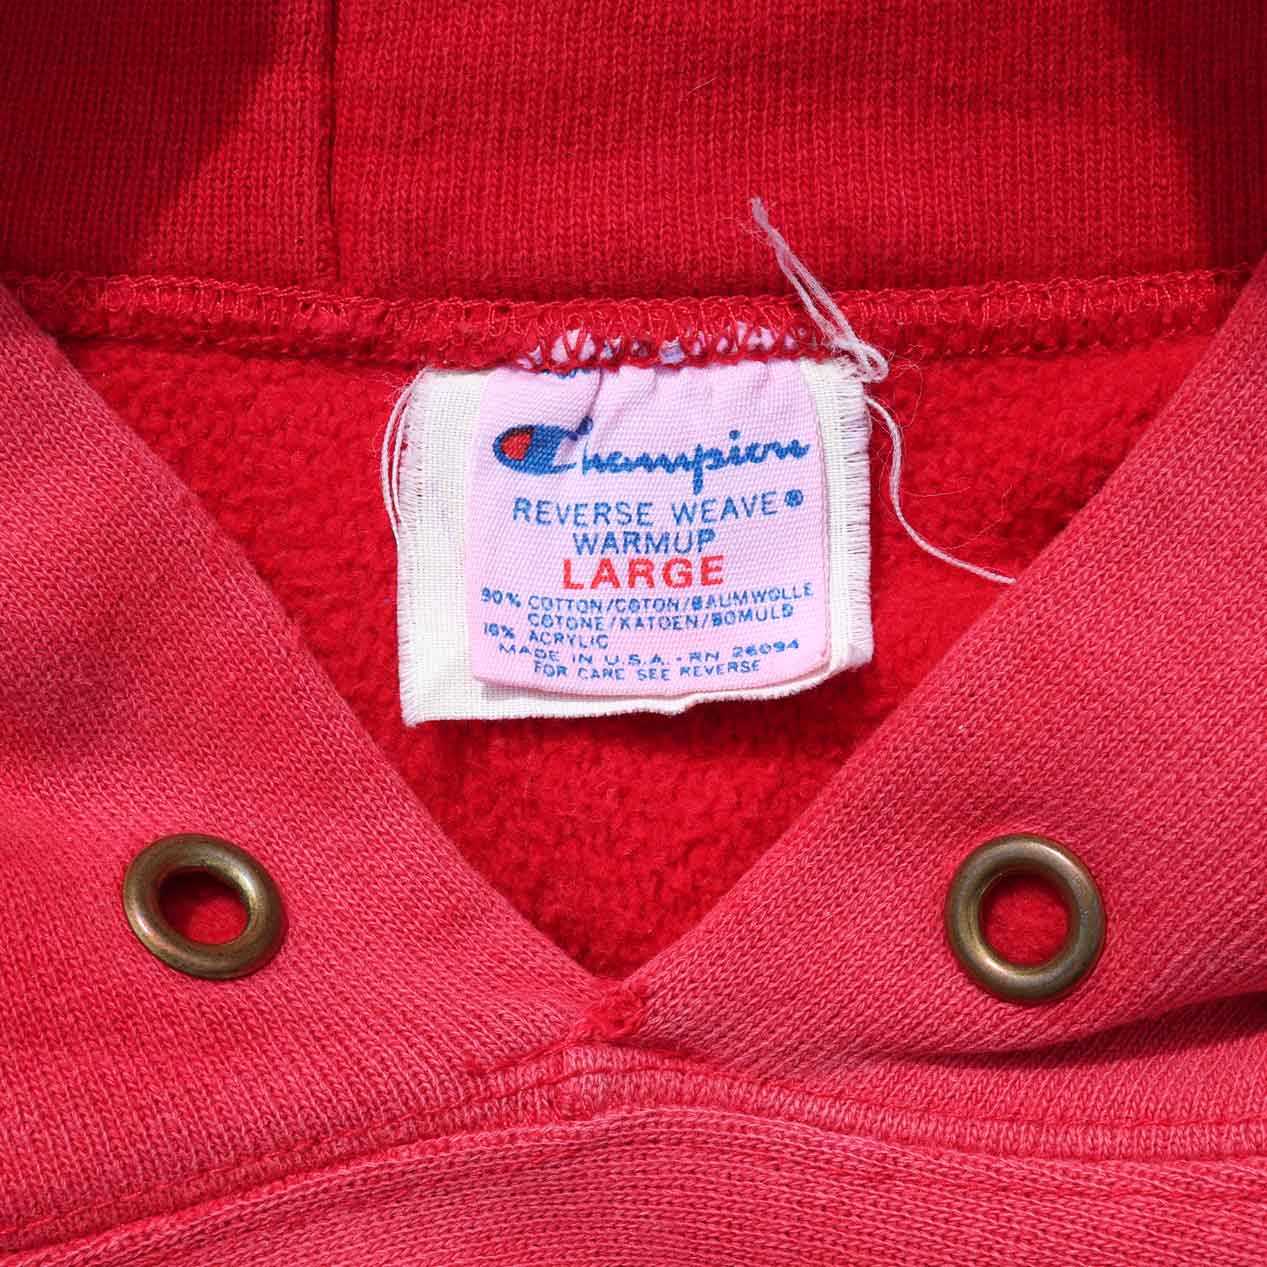 Champion
REVERSE WEAVE®
WARMUP
LARGE
90% COTTON/COTON/BAUMWOLLE
COTONE/KATOEN/BOMULD
10% ACRYLIC
MADE IN U.S.A. - RN 26094
FOR CARE SEE REVERSE